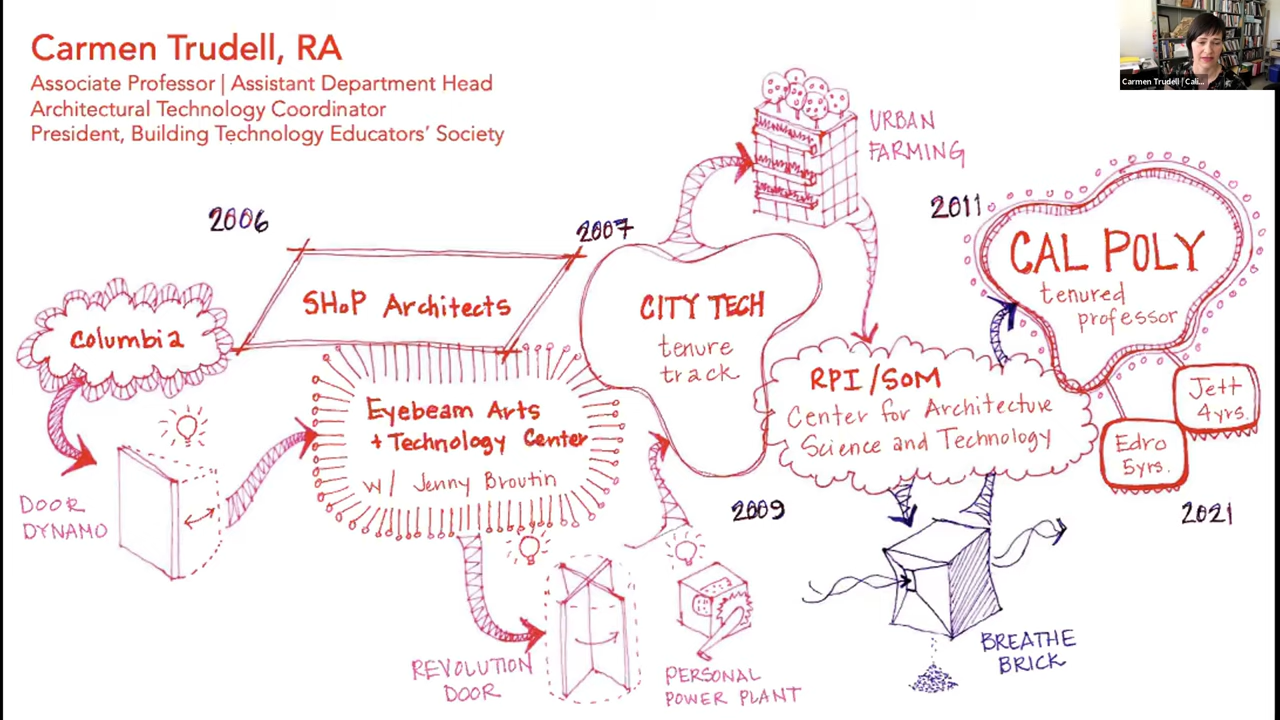 Carmen Trudell, RA
Associate Professor | Assistant Department Head
Architectural Technology Coordinator
President, Building Technology Educators' Society
Carmen Trudell | Cali...
URBAN
FARMING
2006
2007
2011
Columbia
SHoP Architects
CITY TECH
tenure
track
CAL POLY
tenured
professor
Eyebeam Arts
+ Technology Center
w/ Jenny Broutin
RPI/SOM
Center for Architecture
Science and Technology
Jett
4yrs.
Edro
5yrs.
DOOR
DYNAMO
2009
2021
REVOLUTION
DOOR
PERSONAL
POWER PLANT
BREATHE
BRICK